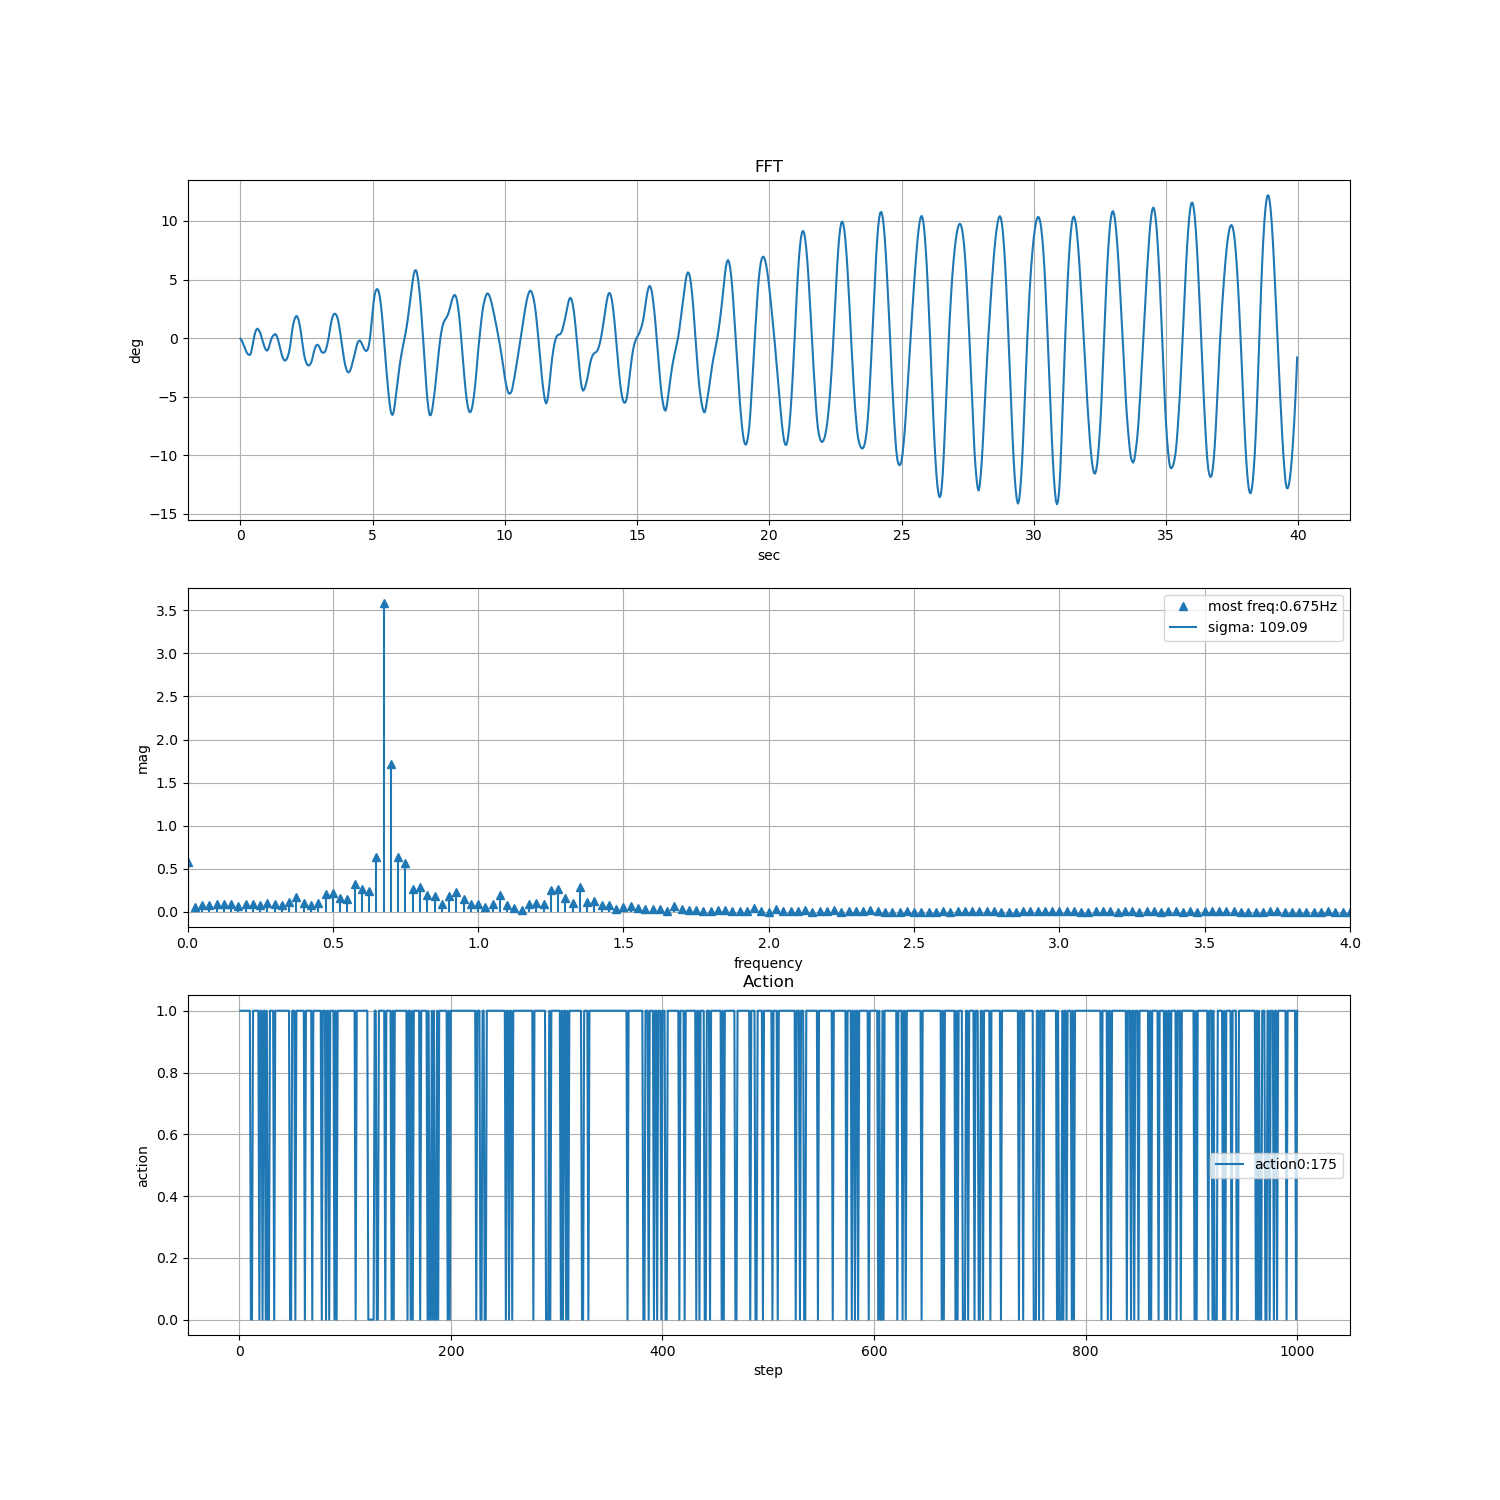 FFT
10
5
0
−5
−10
−15
deg
0 5 10 15 20 25 30 35 40
sec
most freq:0.675Hz
sigma: 109.09
3.5
3.0
2.5
2.0
1.5
1.0
0.5
0.0
mag
0.0 0.5 1.0 1.5 2.0 2.5 3.0 3.5 4.0
frequency
Action
1.0
0.8
0.6
0.4
0.2
0.0
action
action0:175
0 200 400 600 800 1000
step